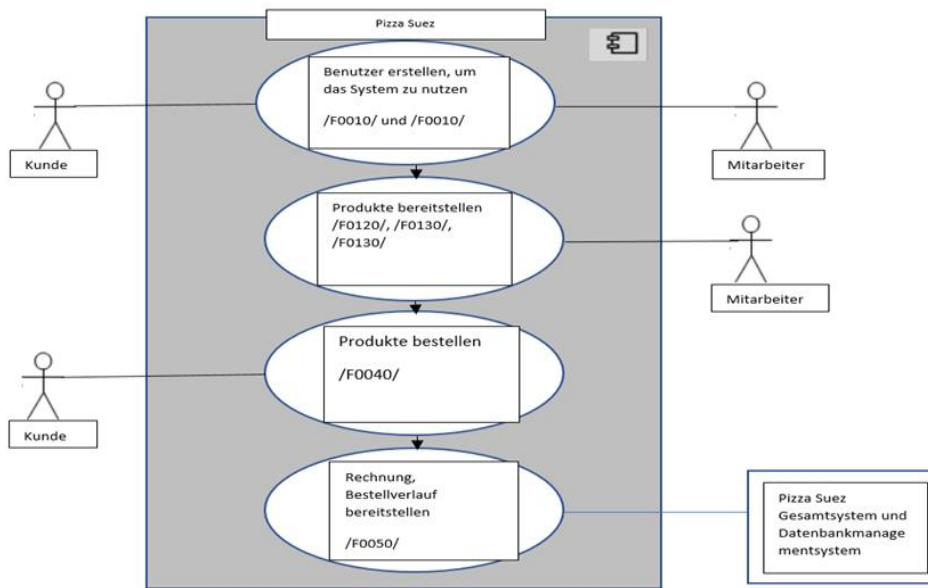 Pizza Suez
Benutzer erstellen, um
das System zu nutzen
/F0010/ und /F0010/
Kunde
Mitarbeiter
Produkte bereitstellen
/F0120/, /F0130/,
/F0130/
Mitarbeiter
Produkte bestellen
/F0040/
Kunde
Rechnung,
Bestellverlauf
bereitstellen
/F0050/
Pizza Suez
Gesamtsystem und
Datenbankmanage
mentsystem